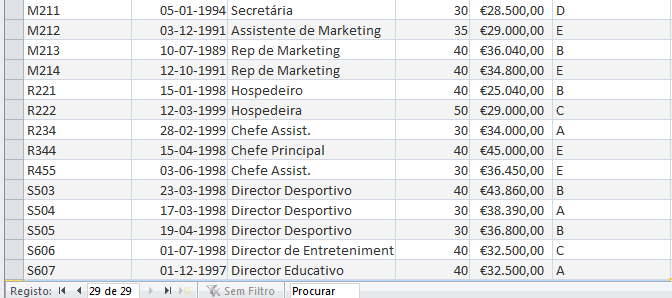 M211 05-01-1994 Secretária 30 €28.500,00 D
M212 03-12-1991 Assistente de Marketing 35 €29.000,00 E
M213 10-07-1989 Rep de Marketing 40 €36.040,00 B
M214 12-10-1991 Rep de Marketing 40 €34.800,00 E
R221 15-01-1998 Hospedeiro 40 €25.040,00 B
R222 12-03-1999 Hospedeira 50 €29.000,00 C
R234 28-02-1999 Chefe Assist. 30 €34.000,00 A
R344 15-04-1998 Chefe Principal 40 €45.000,00 E
R455 03-06-1998 Chefe Assist. 30 €36.450,00 E
S503 23-03-1998 Director Desportivo 40 €43.860,00 B
S504 17-03-1998 Director Desportivo 30 €38.390,00 A
S505 19-04-1998 Director Desportivo 30 €36.800,00 B
S606 01-07-1998 Director de Entreteniment 40 €32.500,00 C
S607 01-12-1997 Director Educativo 40 €32.500,00 A
Registo: 29 de 29 Sem Filtro Procurar